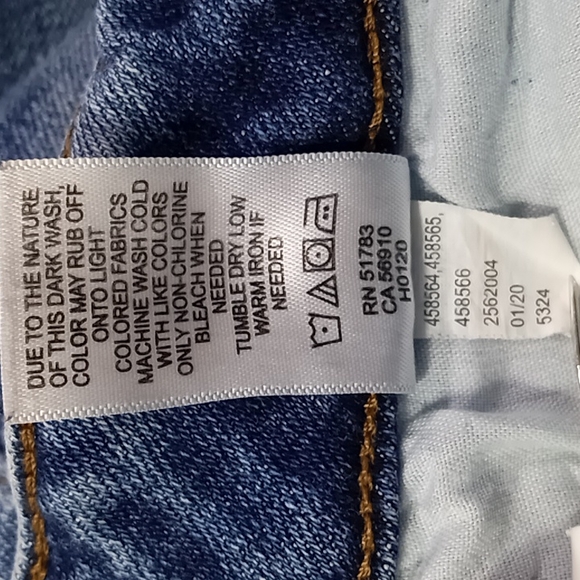 DUE TO THE NATURE
OF THIS DARK WASH,
COLOR MAY RUB OFF
ONTO LIGHT
COLORED FABRICS
MACHINE WASH COLD
WITH LIKE COLORS
ONLY NON-CHLORINE
BLEACH WHEN
NEEDED
TUMBLE DRY LOW
WARM IRON IF
NEEDED
RN 51783
CA 56910
H0120
458564,458565,
458566
2562004
01/20
5324